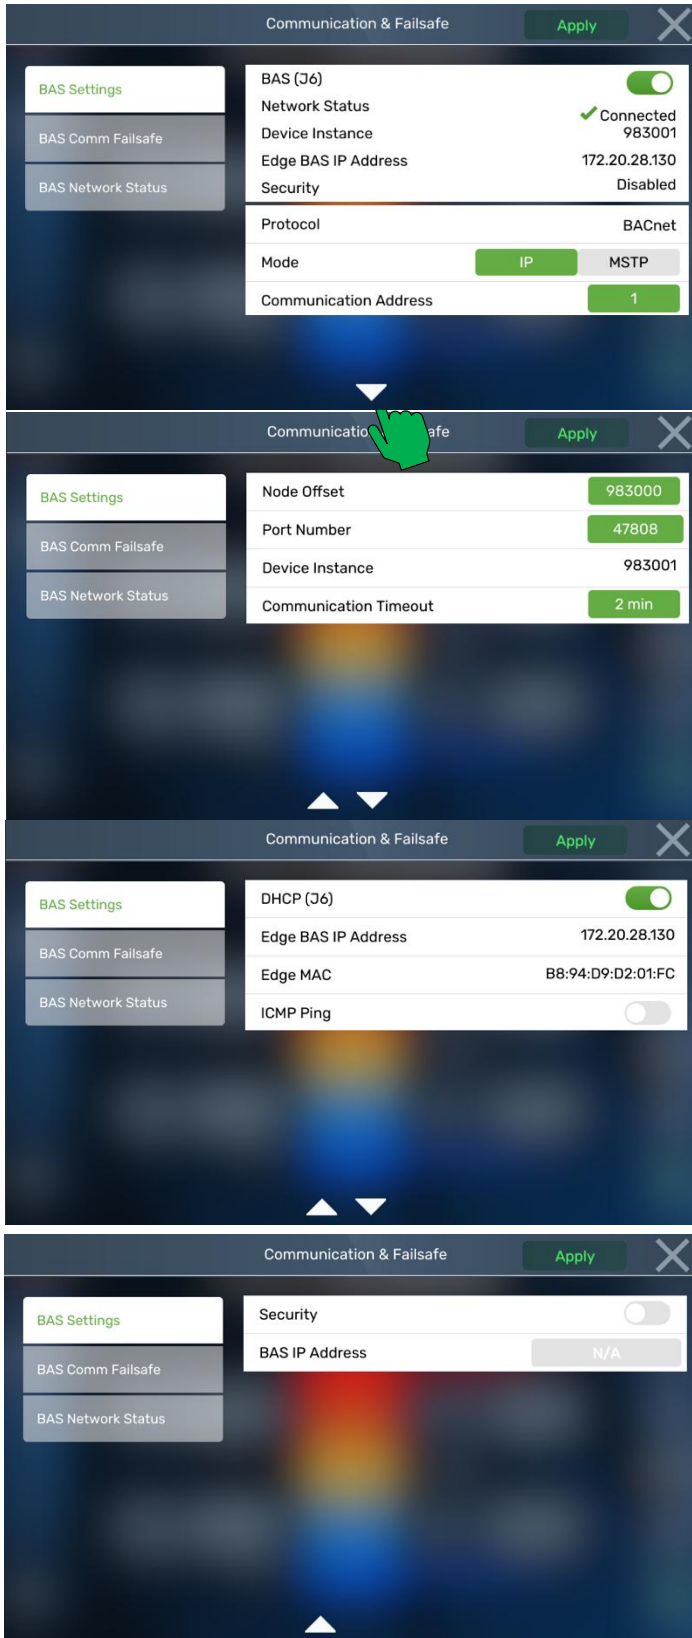 Communication & Failsafe Apply
BAS Settings
BAS Comm Failsafe
BAS Network Status
BAS (J6)
Network Status Connected
Device Instance 983001
Edge BAS IP Address 172.20.28.130
Security Disabled
Protocol BACnet
Mode IP MSTP
Communication Address 1
Communicatio afe Apply
BAS Settings
BAS Comm Failsafe
BAS Network Status
Node Offset 983000
Port Number 47808
Device Instance 983001
Communication Timeout 2 min
Communication & Failsafe Apply
BAS Settings
BAS Comm Failsafe
BAS Network Status
DHCP (J6)
Edge BAS IP Address 172.20.28.130
Edge MAC B8:94:D9:D2:01:FC
ICMP Ping
Communication & Failsafe Apply
BAS Settings
BAS Comm Failsafe
BAS Network Status
Security
BAS IP Address N/A